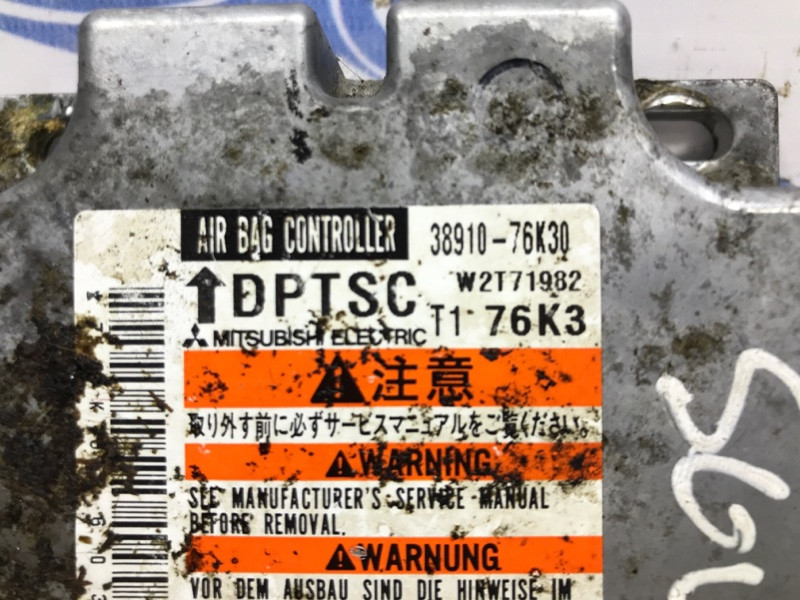 AIR BAG CONTROLLER 38910-76K30
DPTSC W2T71982
MITSUBISHI ELECTRIC T1 76K3
注意
取り外す前に必ずサービスマニュアルをご覧ください。
WARNING
SEE MANUFACTURER'S SERVICE MANUAL
BEFORE REMOVAL.
WARNUNG
VOR DEM AUSBAU SIND DIE HINWEISE IM